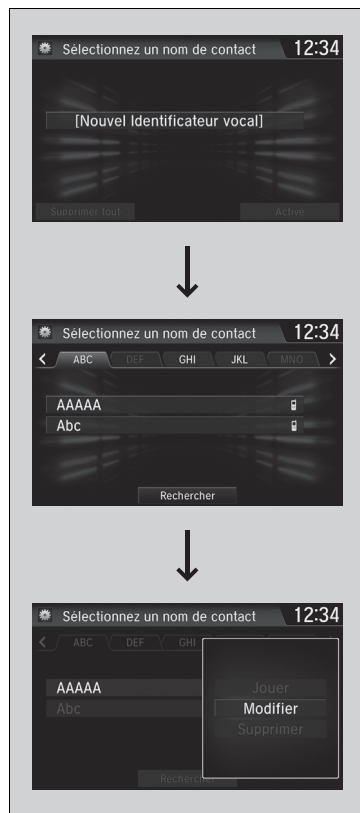 Sélectionnez un nom de contact 12:34
[Nouvel Identificateur vocal]
Supprimer tout Activé
Sélectionnez un nom de contact 12:34
ABC DEF GHI JKL MNO
AAAAA
Abc
Rechercher
Sélectionnez un nom de contact 12:34
ABC DEF GHI
AAAAA
Abc
Jouer
Modifier
Supprimer
Rechercher